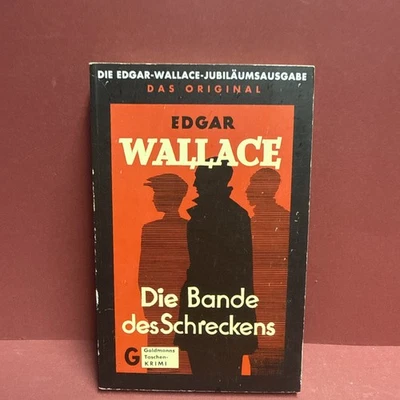 DIE EDGAR-WALLACE-JUBILÄUMSAUSGABE
DAS ORIGINAL
EDGAR
WALLACE
Die Bande
des Schreckens
G
Goldmanns
Taschen-
KRIMI